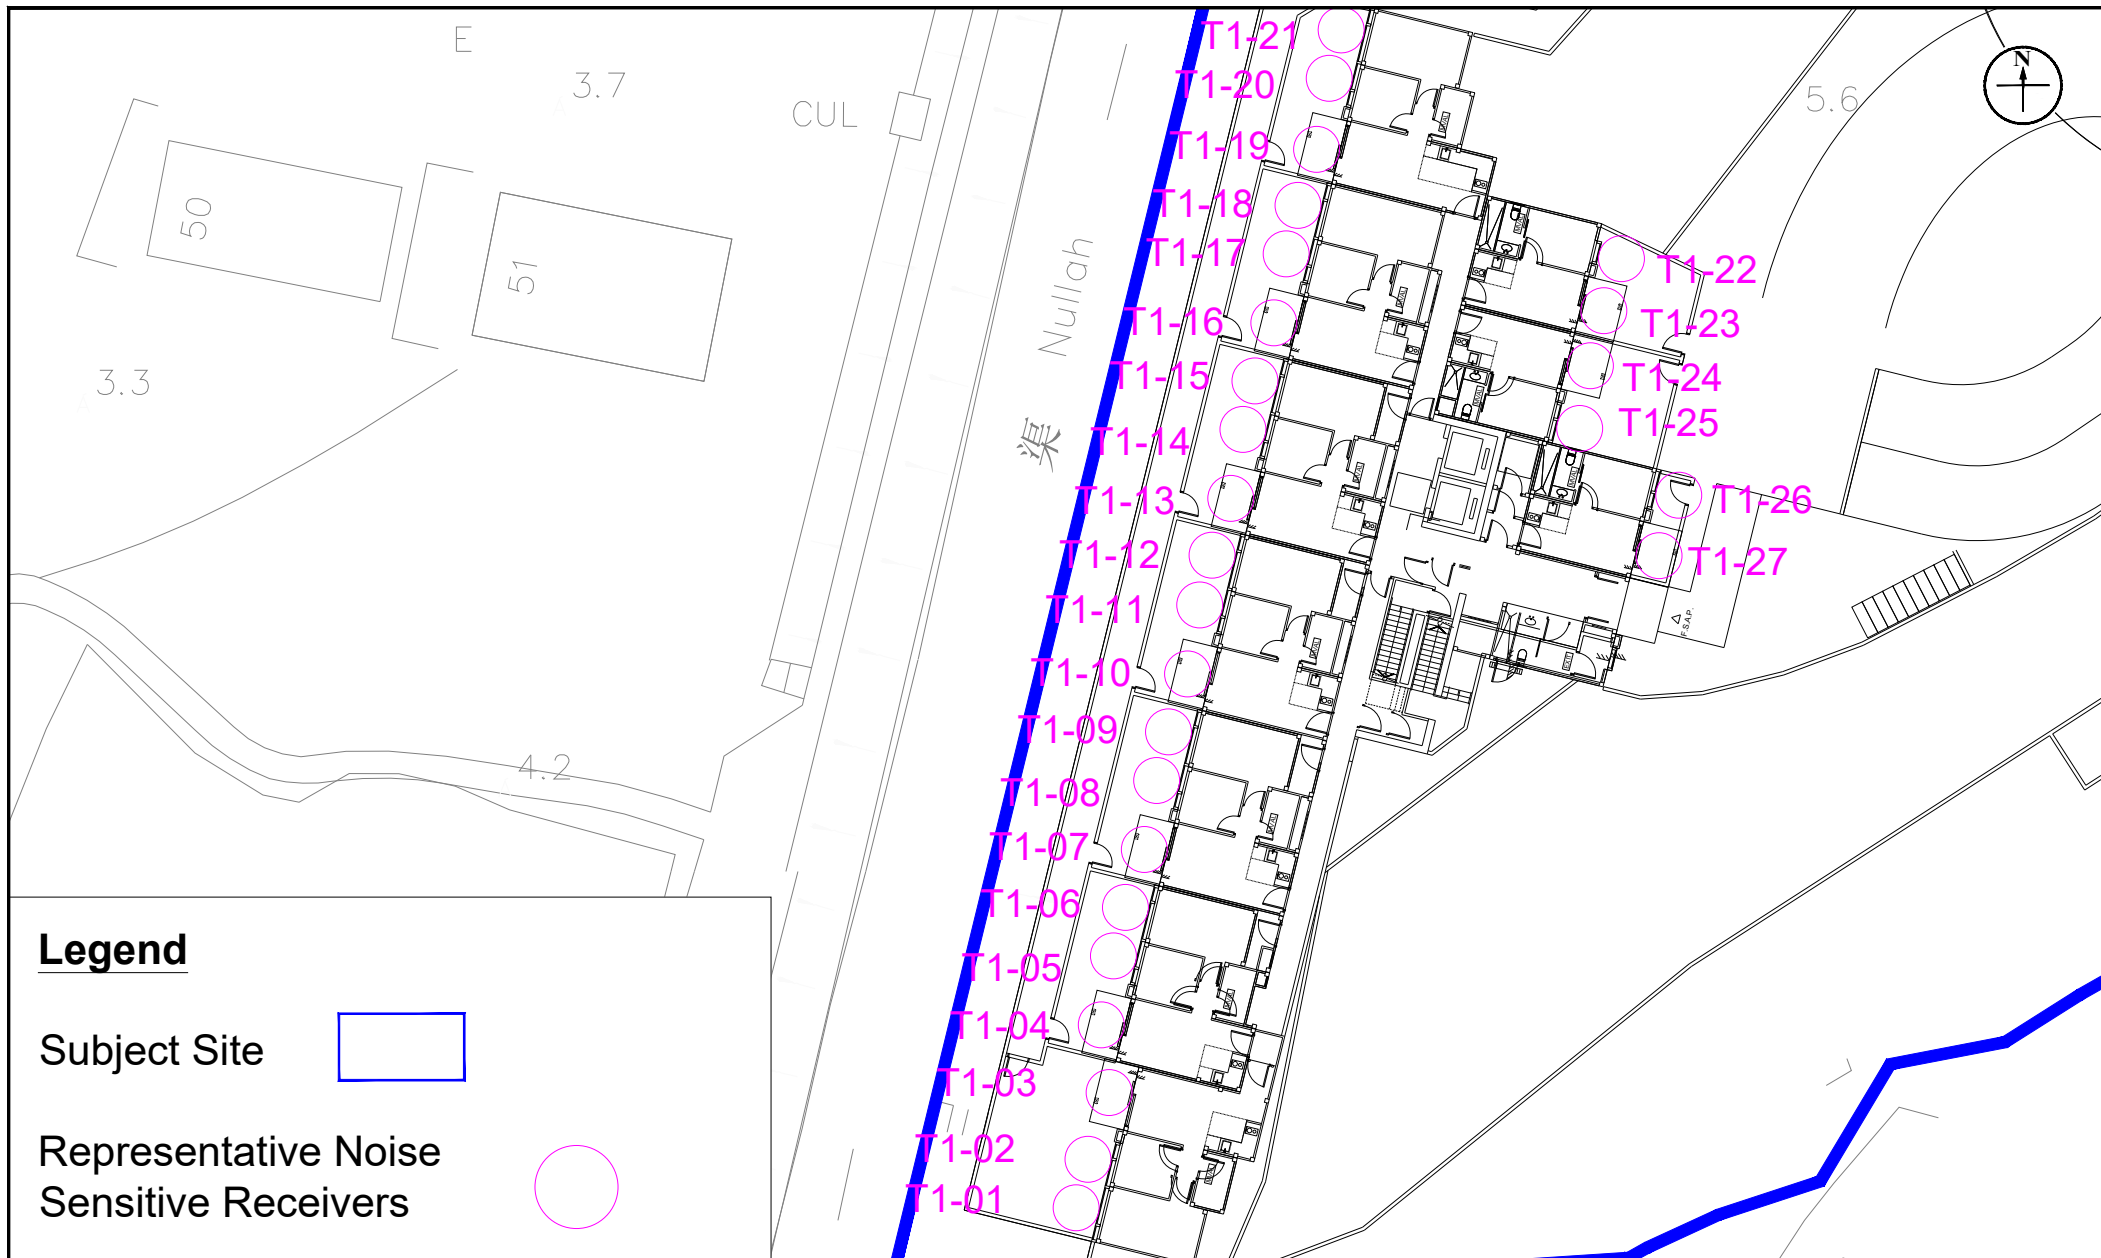 E
3.7
CUL
50
51
3.3
4.2
Nullah
渠
N
5.6
T1-21
T1-20
T1-19
T1-18
T1-17
T1-16
T1-15
T1-14
T1-13
T1-12
T1-11
T1-10
T1-09
T1-08
T1-07
T1-06
T1-05
T1-04
T1-03
T1-02
T1-01
T1-22
T1-23
T1-24
T1-25
T1-26
T1-27
F.S.A.P.
Legend
Subject Site
Representative Noise
Sensitive Receivers